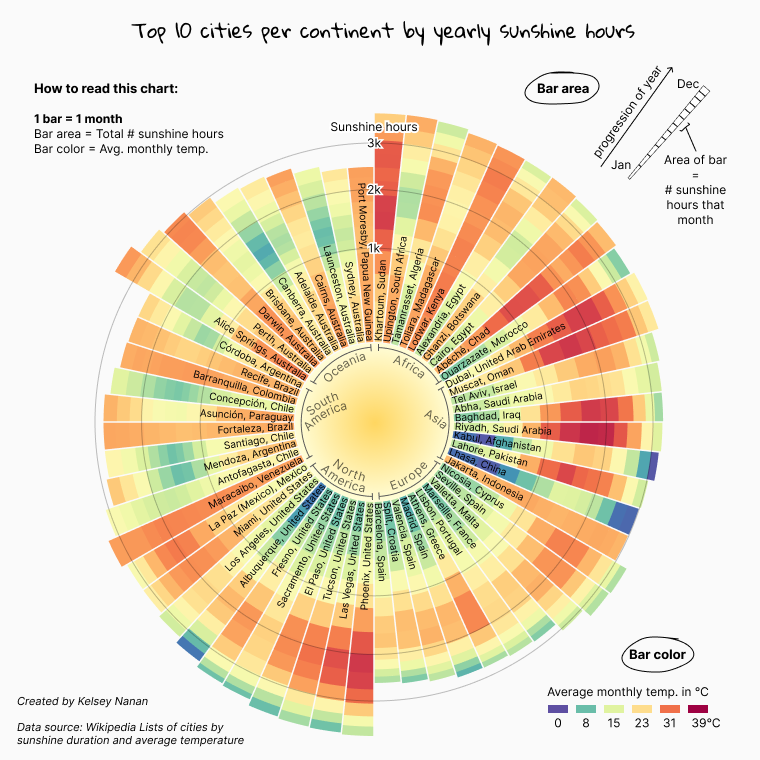 Top 10 cities per continent by yearly sunshine hours
How to read this chart:
1 bar = 1 month
Bar area = Total # sunshine hours
Bar color = Avg. monthly temp.
Bar area
progression of year
Dec
Jan
Area of bar
=
# sunshine
hours that
month
Sunshine hours
3k
2k
1k
Africa
Khartoum, Sudan
Upington, South Africa
Tamanrasset, Algeria
Toliara, Madagascar
Lodwar, Kenya
Alexandria, Egypt
Ghanzi, Botswana
Cairo, Egypt
Abéché, Chad
Ouarzazate, Morocco
Asia
Dubai, United Arab Emirates
Muscat, Oman
Tel Aviv, Israel
Abha, Saudi Arabia
Baghdad, Iraq
Riyadh, Saudi Arabia
Kabul, Afghanistan
Lahore, Pakistan
Lhasa, China
Jakarta, Indonesia
Europe
Nicosia, Cyprus
Seville, Spain
Valletta, Malta
Marseille, France
Lisbon, Portugal
Athens, Greece
Madrid, Spain
Valencia, Spain
Split, Croatia
Barcelona, Spain
North
America
Phoenix, United States
Las Vegas, United States
Tucson, United States
El Paso, United States
Sacramento, United States
Fresno, United States
Albuquerque, United States
Los Angeles, United States
Miami, United States
La Paz (Mexico), Mexico
South
America
Maracaibo, Venezuela
Antofagasta, Chile
Mendoza, Argentina
Santiago, Chile
Fortaleza, Brazil
Asunción, Paraguay
Concepción, Chile
Barranquilla, Colombia
Recife, Brazil
Córdoba, Argentina
Oceania
Alice Springs, Australia
Perth, Australia
Darwin, Australia
Brisbane, Australia
Canberra, Australia
Adelaide, Australia
Cairns, Australia
Launceston, Australia
Sydney, Australia
Port Moresby, Papua New Guinea
Bar color
Average monthly temp. in °C
0 8 15 23 31 39°C
Created by Kelsey Nanan
Data source: Wikipedia Lists of cities by
sunshine duration and average temperature